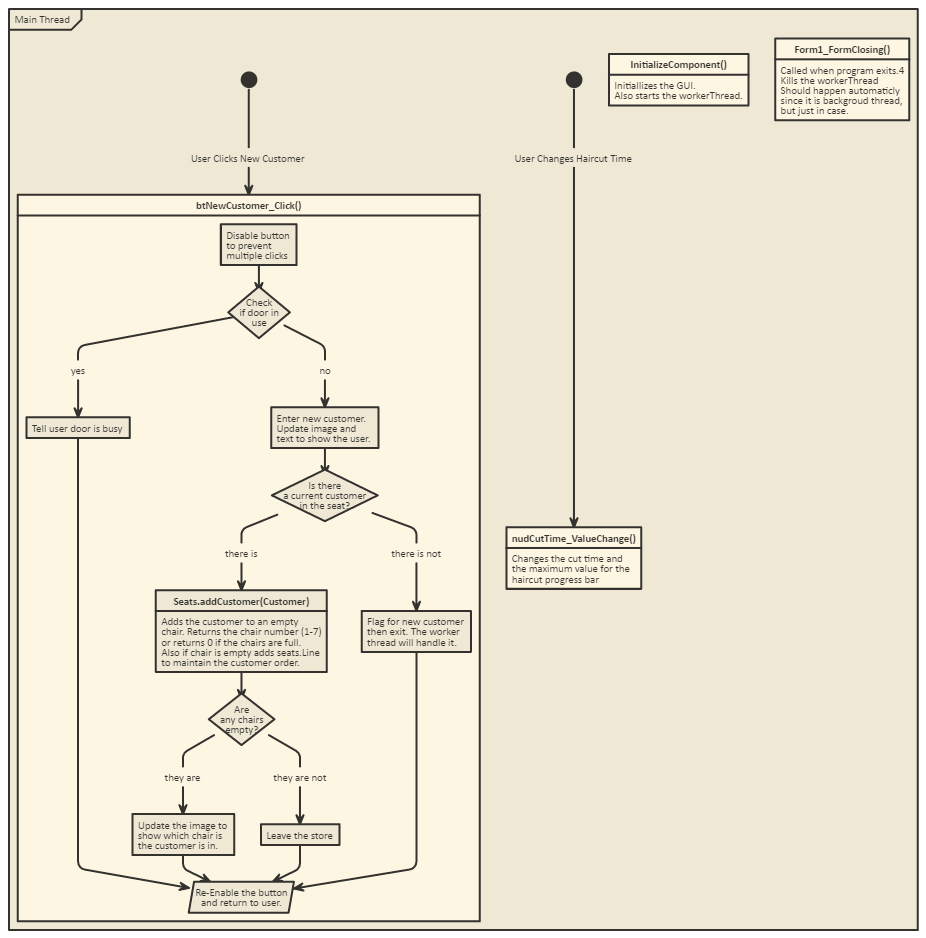 Main Thread
InitializeComponent()
Initiallizes the GUI.
Also starts the workerThread.
Form1_FormClosing()
Called when program exits.4
Kills the workerThread
Should happen automaticly
since it is backgroud thread,
but just in case.
User Clicks New Customer
User Changes Haircut Time
btNewCustomer_Click()
Disable button
to prevent
multiple clicks
Check
if door in
use
yes
no
Tell user door is busy
Enter new customer.
Update image and
text to show the user.
Is there
a current customer
in the seat?
there is
there is not
nudCutTime_ValueChange()
Changes the cut time and
the maximum value for the
haircut progress bar
Seats.addCustomer(Customer)
Adds the customer to an empty
chair. Returns the chair number (1-7)
or returns 0 if the chairs are full.
Also if chair is empty adds seats.Line
to maintain the customer order.
Flag for new customer
then exit. The worker
thread will handle it.
Are
any chairs
empty?
they are
they are not
Update the image to
show which chair is
the customer is in.
Leave the store
Re-Enable the button
and return to user.